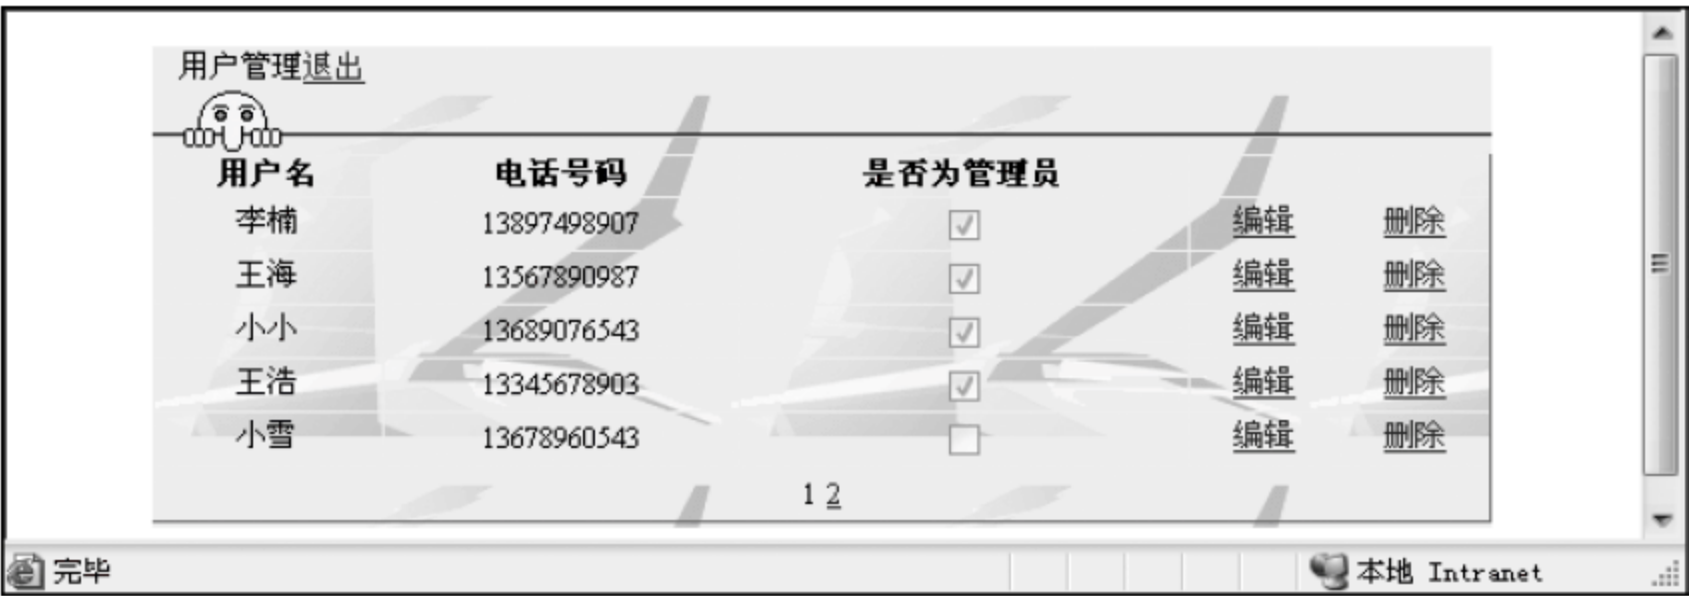 用户管理退出
用户名 电话号码 是否为管理员
李楠 13897498907 编辑 删除
王海 13567890987 编辑 删除
小小 13689076543 编辑 删除
王浩 13345678903 编辑 删除
小雪 13678960543 编辑 删除
1 2
完毕 本地 Intranet